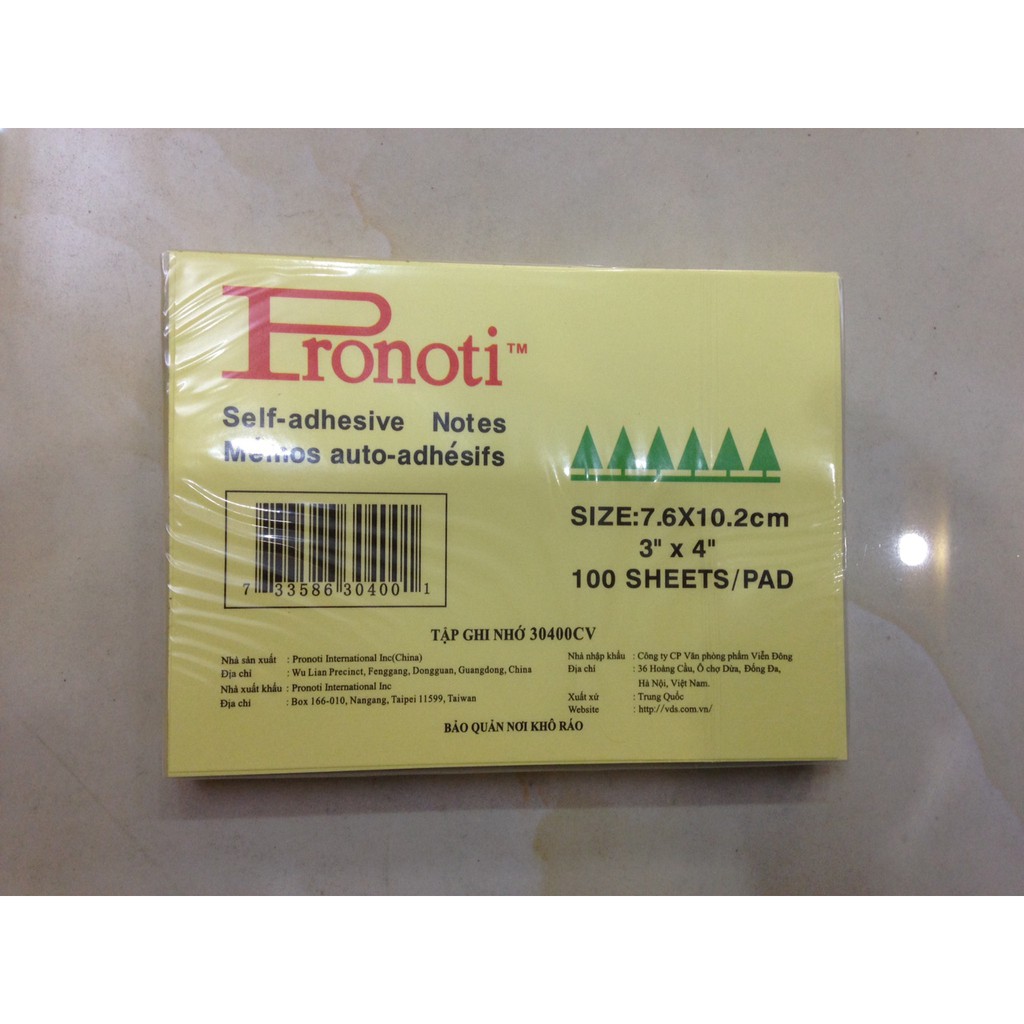 Pronoti™
Self-adhesive Notes
Mémos auto-adhésifs
7 33586 30400 1
SIZE:7.6X10.2cm
3" x 4"
100 SHEETS/PAD
TẬP GHI NHỚ 30400CV
Nhà sản xuất : Pronoti International Inc(China)
Địa chỉ : Wu Lian Precinct, Fenggang, Dongguan, Guangdong, China
Nhà xuất khẩu : Pronoti International Inc
Địa chỉ : Box 166-010, Nangang, Taipei 11599, Taiwan
Nhà nhập khẩu : Công ty CP Văn phòng phẩm Viễn Đông
Địa chỉ : 36 Hoàng Cầu, Ô chợ Dừa, Đống Đa,
Hà Nội, Việt Nam.
Xuất xứ : Trung Quốc
Website : http://vds.com.vn/
BẢO QUẢN NƠI KHÔ RÁO